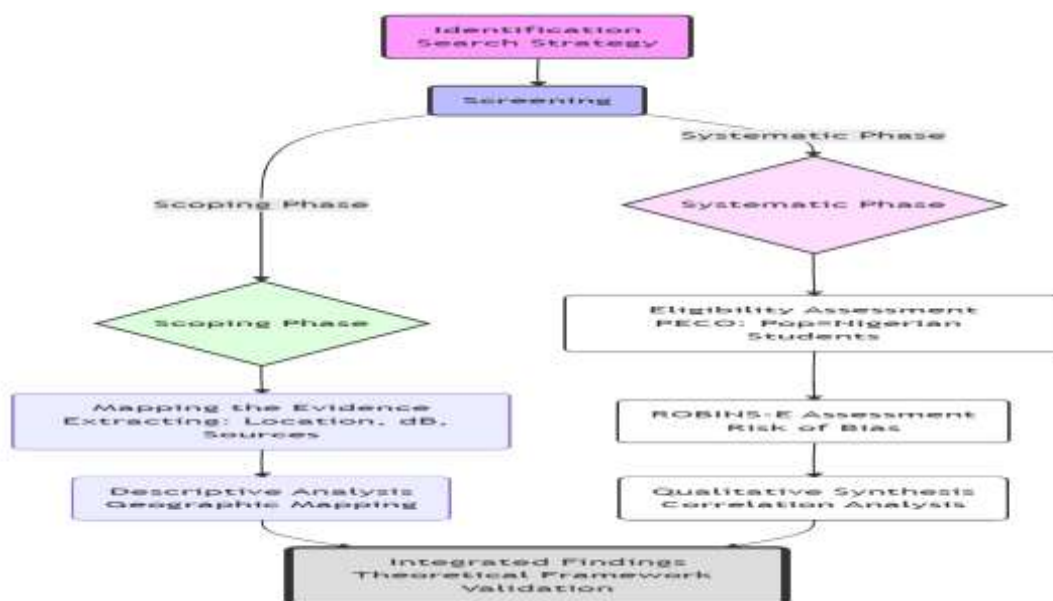 Identification
Search Strategy
Screening
Systematic Phase
Scoping Phase
Systematic Phase
Scoping Phase
Eligibility Assessment
PECO: Pop=Nigerian
Students
Mapping the Evidence
Extracting: Location, dB,
Sources
ROBINS-E Assessment
Risk of Bias
Descriptive Analysis
Geographic Mapping
Qualitative Synthesis
Correlation Analysis
Integrated Findings
Theoretical Framework
Validation